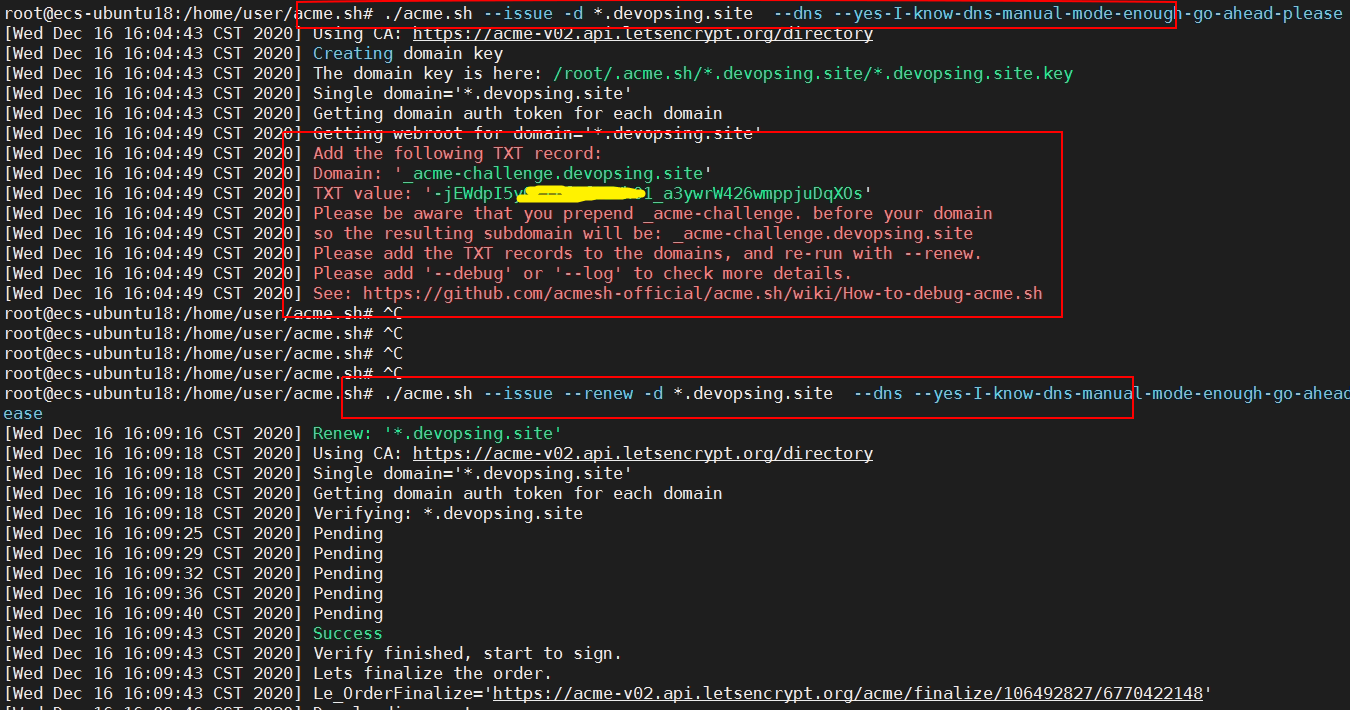 root@ecs-ubuntu18:/home/user/acme.sh# ./acme.sh --issue -d *.devopsing.site  --dns --yes-I-know-dns-manual-mode-enough-go-ahead-please
[Wed Dec 16 16:04:43 CST 2020] Using CA: https://acme-v02.api.letsencrypt.org/directory
[Wed Dec 16 16:04:43 CST 2020] Creating domain key
[Wed Dec 16 16:04:43 CST 2020] The domain key is here: /root/.acme.sh/*.devopsing.site/*.devopsing.site.key
[Wed Dec 16 16:04:43 CST 2020] Single domain='*.devopsing.site'
[Wed Dec 16 16:04:43 CST 2020] Getting domain auth token for each domain
[Wed Dec 16 16:04:49 CST 2020] Getting webroot for domain='*.devopsing.site'
[Wed Dec 16 16:04:49 CST 2020] Add the following TXT record:
[Wed Dec 16 16:04:49 CST 2020] Domain: '_acme-challenge.devopsing.site'
[Wed Dec 16 16:04:49 CST 2020] TXT value:
[Wed Dec 16 16:04:49 CST 2020] Please be aware that you prepend _acme-challenge. before your domain
[Wed Dec 16 16:04:49 CST 2020] so the resulting subdomain will be: _acme-challenge.devopsing.site
[Wed Dec 16 16:04:49 CST 2020] Please add the TXT records to the domains, and re-run with --renew.
[Wed Dec 16 16:04:49 CST 2020] Please add '--debug' or '--log' to check more details.
[Wed Dec 16 16:04:49 CST 2020] See: https://github.com/acmesh-official/acme.sh/wiki/How-to-debug-acme.sh
root@ecs-ubuntu18:/home/user/acme.sh# ^C
root@ecs-ubuntu18:/home/user/acme.sh# ^C
root@ecs-ubuntu18:/home/user/acme.sh# ^C
root@ecs-ubuntu18:/home/user/acme.sh# ^C
root@ecs-ubuntu18:/home/user/acme.sh# ./acme.sh --issue --renew -d *.devopsing.site  --dns --yes-I-know-dns-manual-mode-enough-go-ahead
ease
[Wed Dec 16 16:09:16 CST 2020] Renew: '*.devopsing.site'
[Wed Dec 16 16:09:18 CST 2020] Using CA: https://acme-v02.api.letsencrypt.org/directory
[Wed Dec 16 16:09:18 CST 2020] Single domain='*.devopsing.site'
[Wed Dec 16 16:09:18 CST 2020] Getting domain auth token for each domain
[Wed Dec 16 16:09:18 CST 2020] Verifying: *.devopsing.site
[Wed Dec 16 16:09:25 CST 2020] Pending
[Wed Dec 16 16:09:29 CST 2020] Pending
[Wed Dec 16 16:09:32 CST 2020] Pending
[Wed Dec 16 16:09:36 CST 2020] Pending
[Wed Dec 16 16:09:40 CST 2020] Pending
[Wed Dec 16 16:09:43 CST 2020] Success
[Wed Dec 16 16:09:43 CST 2020] Verify finished, start to sign.
[Wed Dec 16 16:09:43 CST 2020] Lets finalize the order.
[Wed Dec 16 16:09:43 CST 2020] Le_OrderFinalize='https://acme-v02.api.letsencrypt.org/acme/finalize/106492827/6770422148'